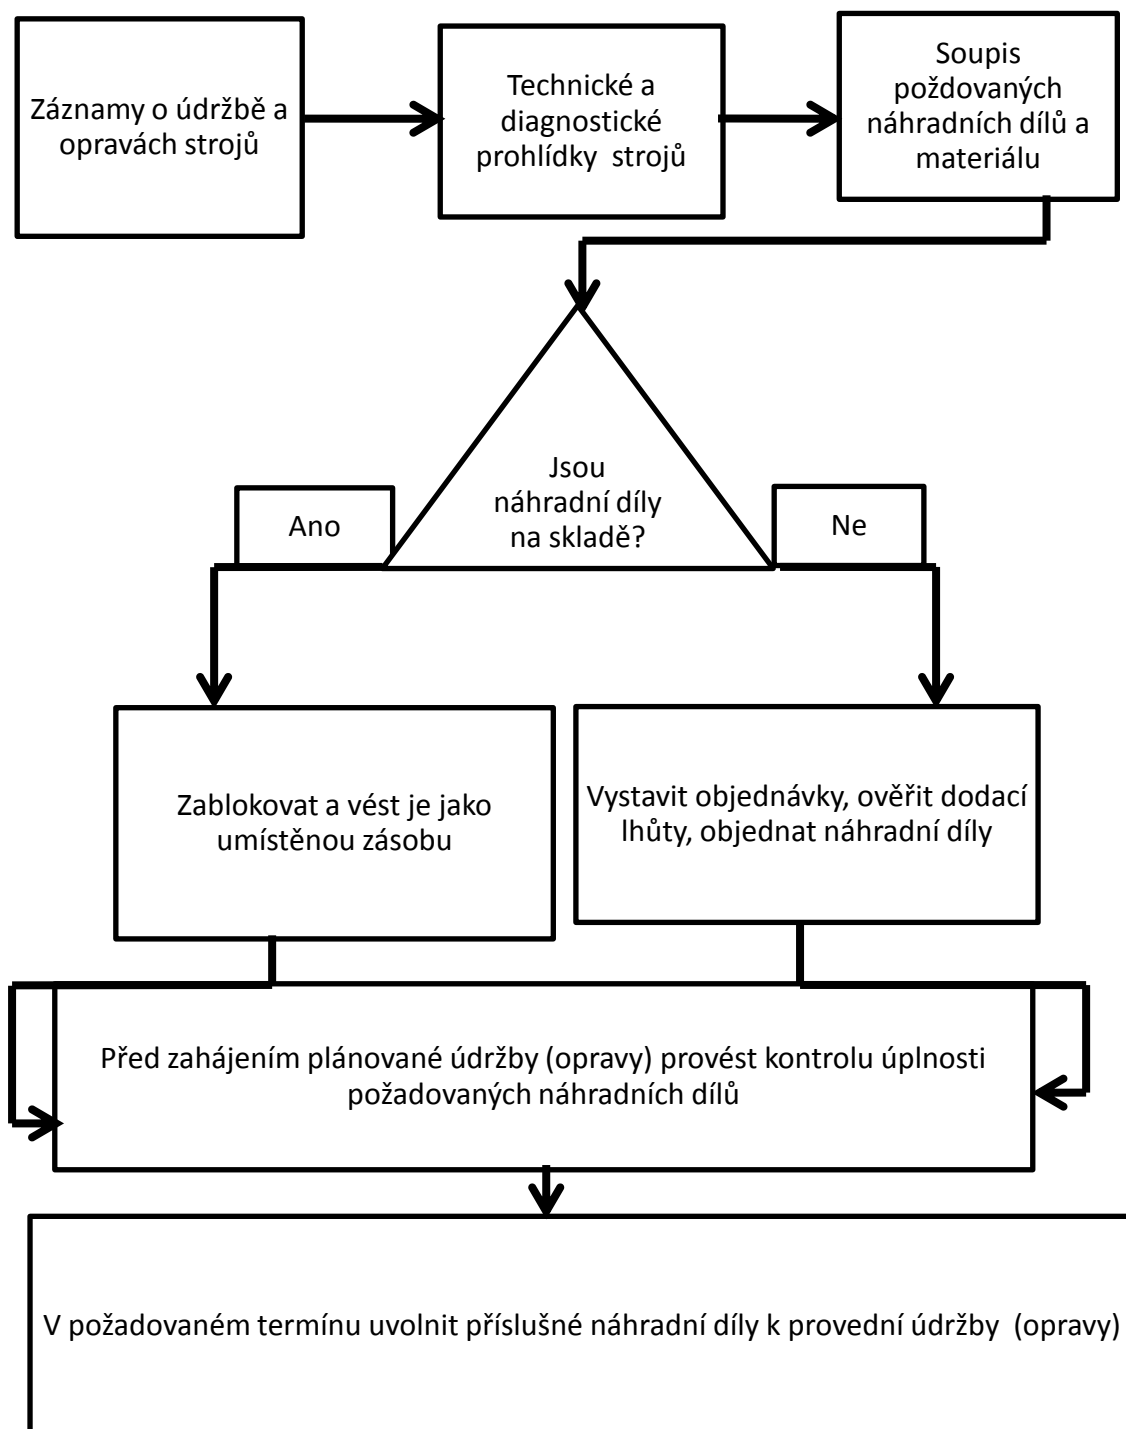 Záznamy o údržbě a
opravách strojů
Technické a
diagnostické
prohlídky strojů
Soupis
poždovaných
náhradních dílů a
materiálu
Jsou
náhradní díly
na skladě?
Ano
Ne
Zablokovat a vést je jako
umístěnou zásobu
Vystavit objednávky, ověřit dodací
lhůty, objednat náhradní díly
Před zahájením plánované údržby (opravy) provést kontrolu úplnosti
požadovaných náhradních dílů
V požadovaném termínu uvolnit příslušné náhradní díly k provední údržby (opravy)